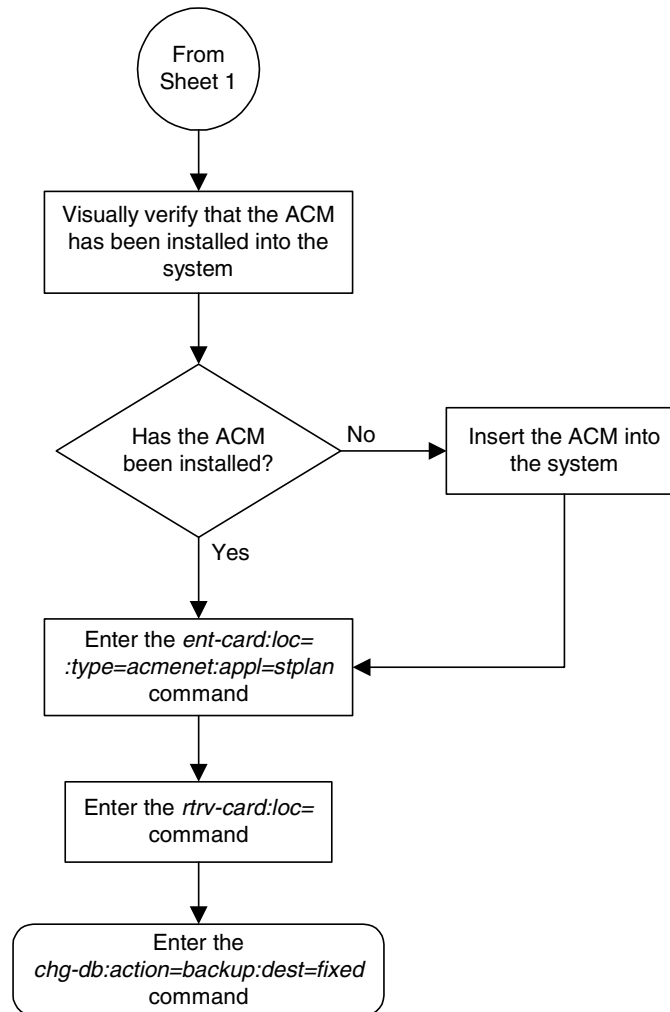 From
Sheet 1
Visually verify that the ACM
has been installed into the
system
Has the ACM
been installed?
No
Insert the ACM into
the system
Yes
Enter the ent-card:loc=
:type=acmenet:appl=stplan
command
Enter the rtrv-card:loc=
command
Enter the
chg-db:action=backup:dest=fixed
command